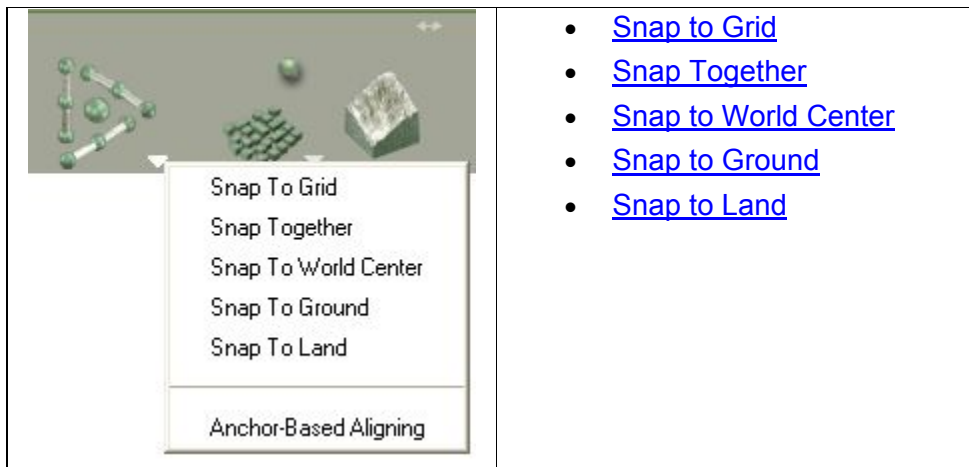 Snap To Grid
Snap Together
Snap To World Center
Snap To Ground
Snap To Land
Anchor-Based Aligning
• Snap to Grid
• Snap Together
• Snap to World Center
• Snap to Ground
• Snap to Land